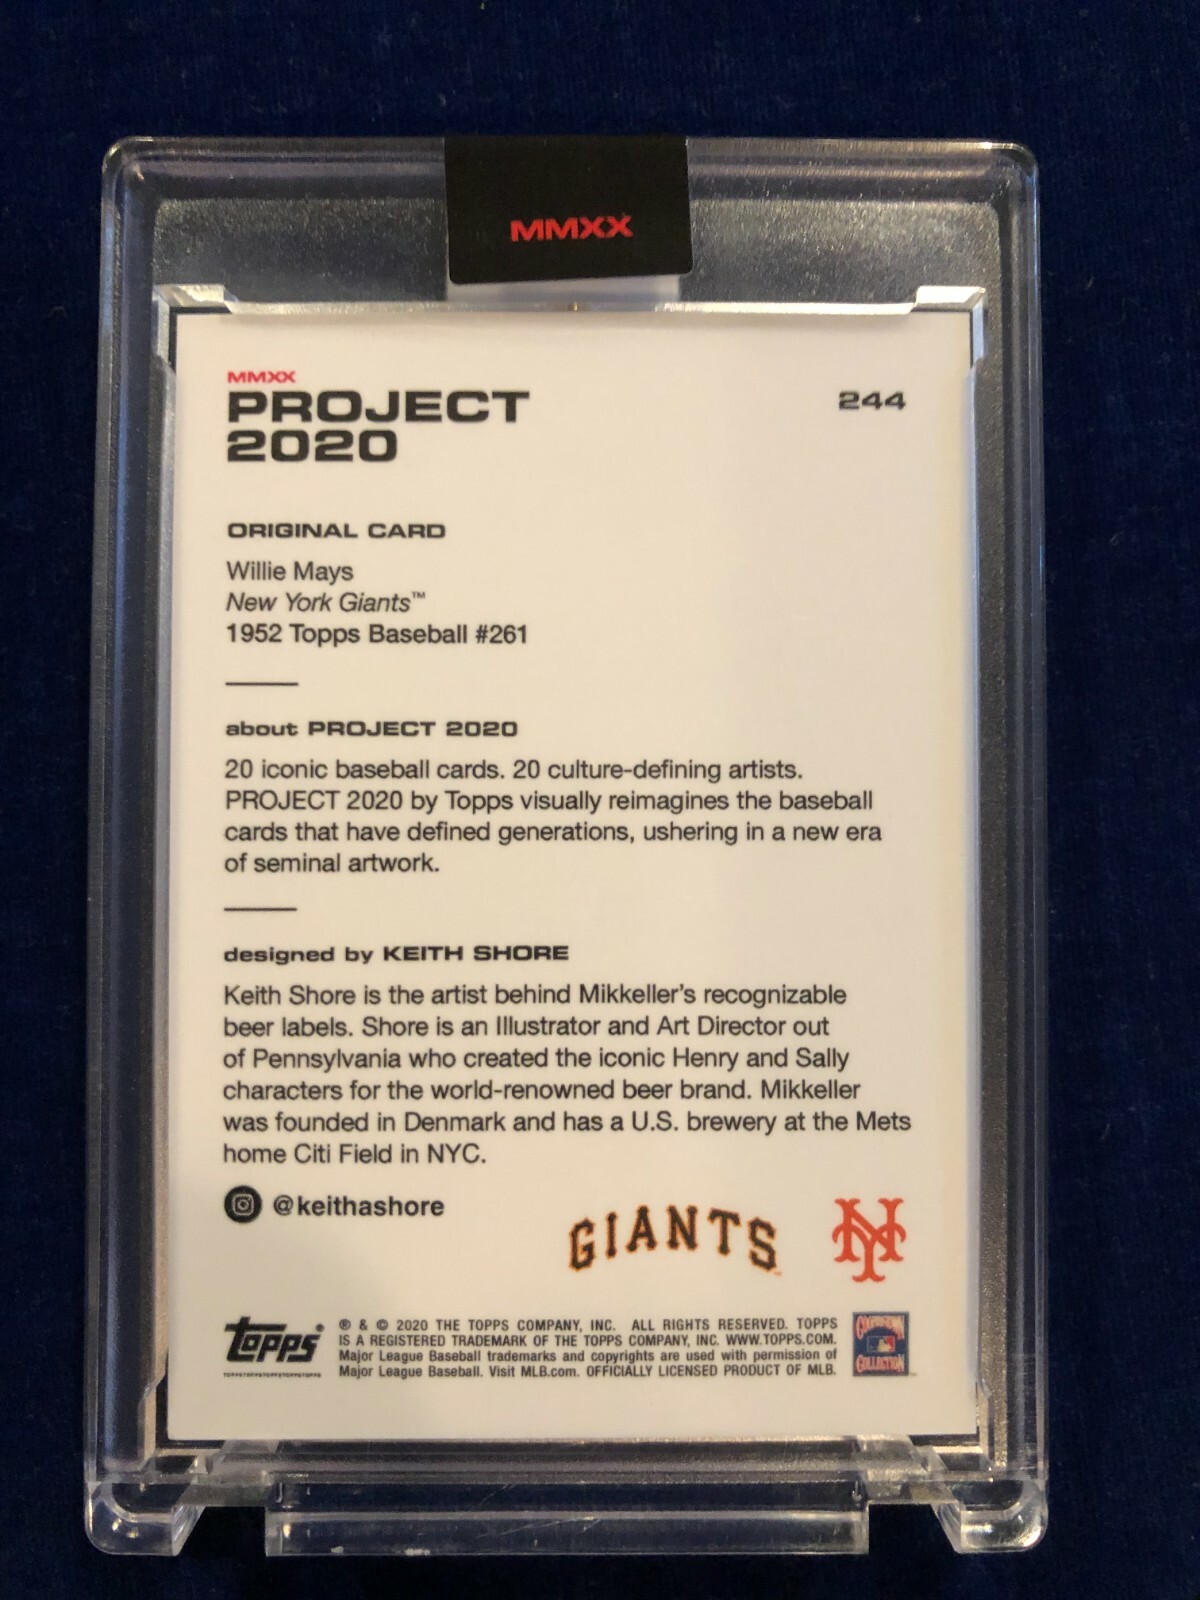 MMXX
MMXX
PROJECT
2020
244
ORIGINAL CARD
Willie Mays
New York Giants™
1952 Topps Baseball #261
about PROJECT 2020
20 iconic baseball cards. 20 culture-defining artists.
PROJECT 2020 by Topps visually reimagines the baseball
cards that have defined generations, ushering in a new era
of seminal artwork.
designed by KEITH SHORE
Keith Shore is the artist behind Mikkeller's recognizable
beer labels. Shore is an Illustrator and Art Director out
of Pennsylvania who created the iconic Henry and Sally
characters for the world-renowned beer brand. Mikkeller
was founded in Denmark and has a U.S. brewery at the Mets
home Citi Field in NYC.
@keithashore
GIANTS
NY
Topps®
® & © 2020 THE TOPPS COMPANY, INC. ALL RIGHTS RESERVED. TOPPS
IS A REGISTERED TRADEMARK OF THE TOPPS COMPANY, INC. WWW.TOPPS.COM.
Major League Baseball trademarks and copyrights are used with permission of
Major League Baseball. Visit MLB.com. OFFICIALLY LICENSED PRODUCT OF MLB.
COOPERSTOWN
COLLECTION